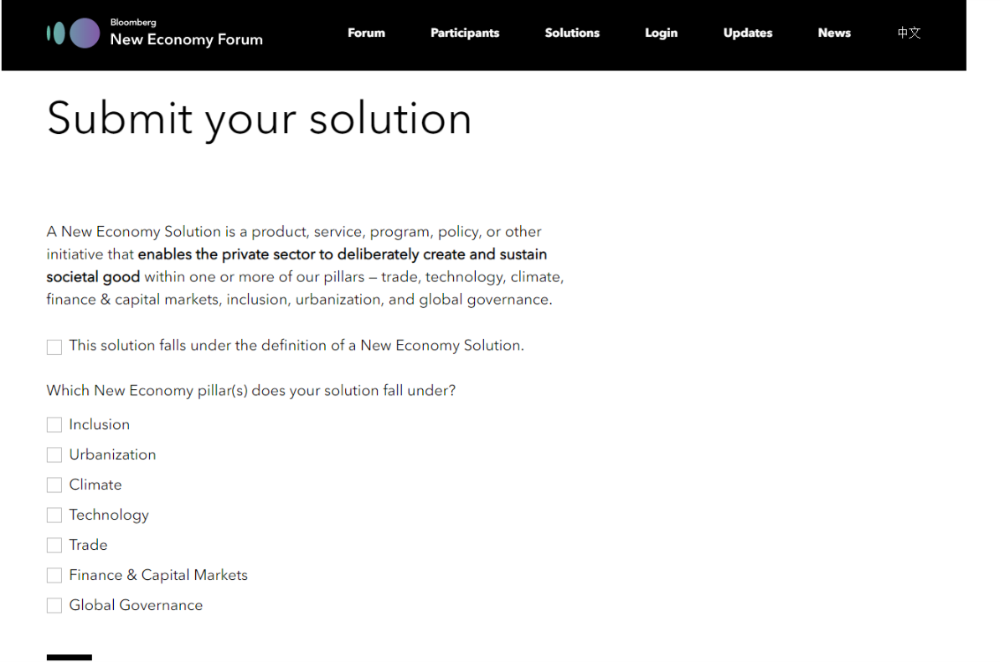 Bloomberg
New Economy Forum
Forum Participants Solutions Login Updates News 中文
Submit your solution
A New Economy Solution is a product, service, program, policy, or other
initiative that enables the private sector to deliberately create and sustain
societal good within one or more of our pillars – trade, technology, climate,
finance & capital markets, inclusion, urbanization, and global governance.
This solution falls under the definition of a New Economy Solution.
Which New Economy pillar(s) does your solution fall under?
Inclusion
Urbanization
Climate
Technology
Trade
Finance & Capital Markets
Global Governance